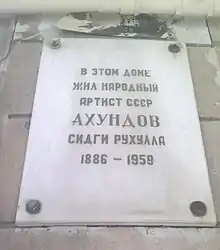 В ЭТОМ ДОМЕ
ЖИЛ НАРОДНЫЙ
АРТИСТ СССР
АХУНДОВ
СИДГИ РУХУЛЛА
1886 – 1959